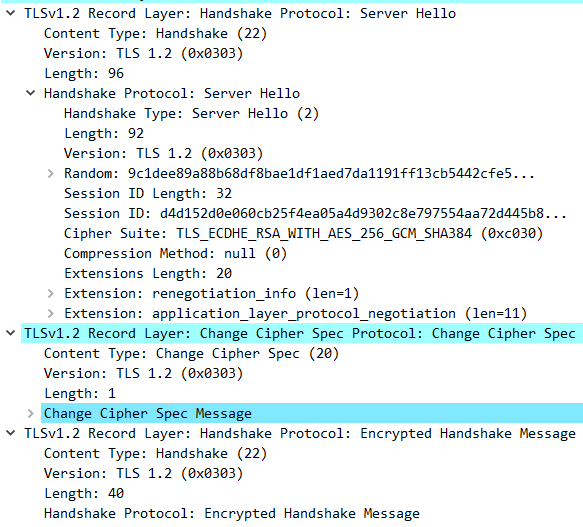 TLSv1.2 Record Layer: Handshake Protocol: Server Hello
Content Type: Handshake (22)
Version: TLS 1.2 (0x0303)
Length: 96
Handshake Protocol: Server Hello
Handshake Type: Server Hello (2)
Length: 92
Version: TLS 1.2 (0x0303)
Random: 9c1dee89a88b68df8bae1df1aed7da1191ff13cb5442cfe5...
Session ID Length: 32
Session ID: d4d152d0e060cb25f4ea05a4d9302c8e797554aa72d445b8...
Cipher Suite: TLS_ECDHE_RSA_WITH_AES_256_GCM_SHA384 (0xc030)
Compression Method: null (0)
Extensions Length: 20
Extension: renegotiation_info (len=1)
Extension: application_layer_protocol_negotiation (len=11)
TLSv1.2 Record Layer: Change Cipher Spec Protocol: Change Cipher Spec
Content Type: Change Cipher Spec (20)
Version: TLS 1.2 (0x0303)
Length: 1
Change Cipher Spec Message
TLSv1.2 Record Layer: Handshake Protocol: Encrypted Handshake Message
Content Type: Handshake (22)
Version: TLS 1.2 (0x0303)
Length: 40
Handshake Protocol: Encrypted Handshake Message